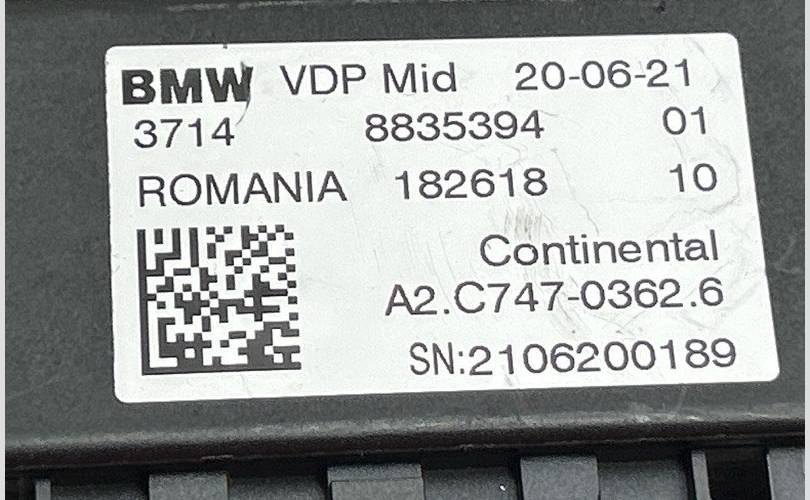 BMW VDP Mid 20-06-21
3714 8835394 01
ROMANIA 182618 10
Continental
A2.C747-0362.6
SN:2106200189